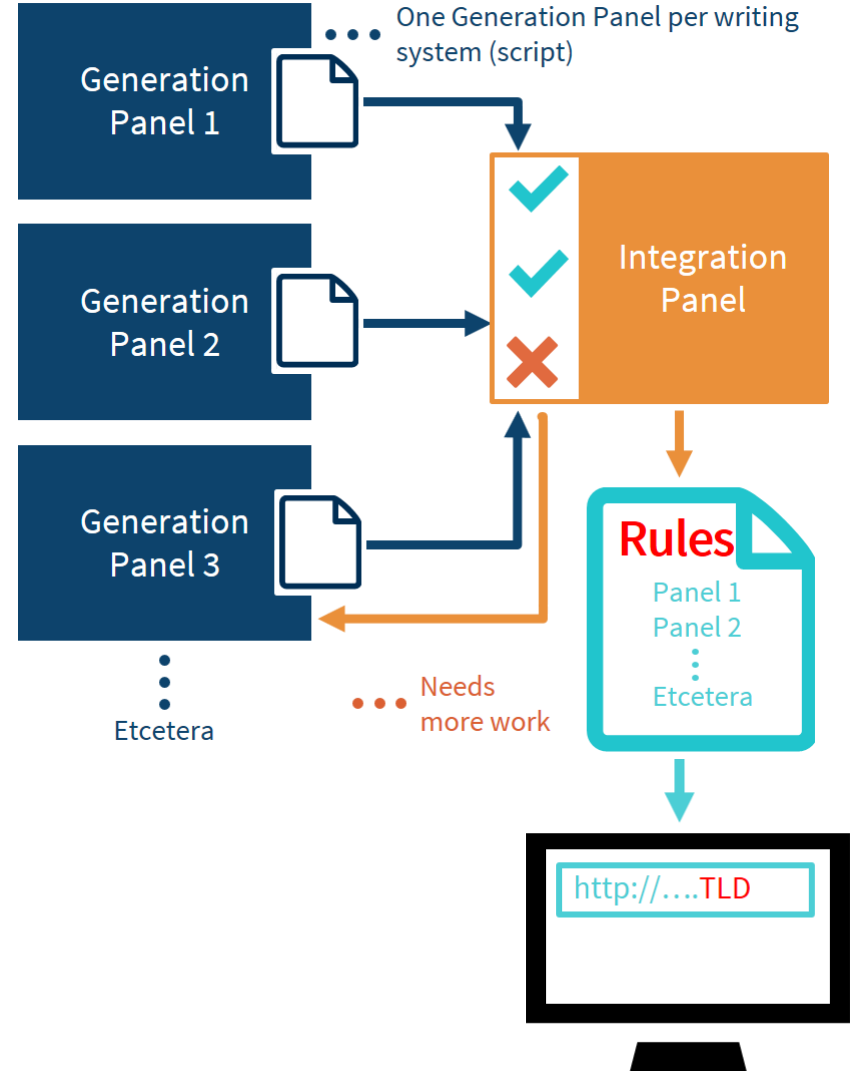 One Generation Panel per writing
system (script)
Generation
Panel 1
Generation
Panel 2
Generation
Panel 3
Etcetera
Integration
Panel
Needs
more work
Rules
Panel 1
Panel 2
Etcetera
http://....TLD